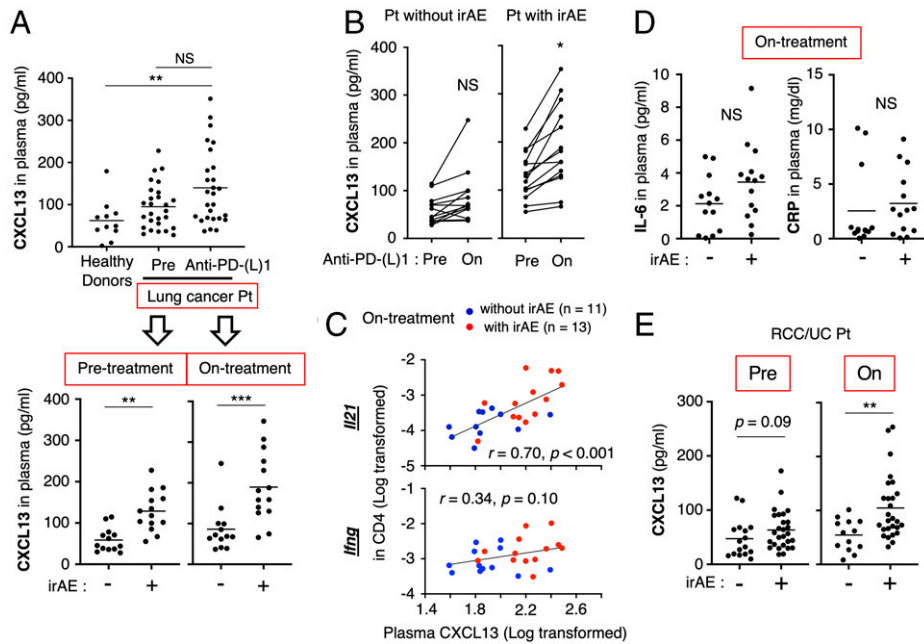 A
CXCL13 in plasma (pg/ml)
400
300
200
100
0
NS
**
Healthy
Donors
Pre
Anti-PD-(L)1
Lung cancer Pt
Pre-treatment
On-treatment
CXCL13 in plasma (pg/ml)
400
300
200
100
0
**
***
irAE :
-
+
-
+
B
Pt without irAE
Pt with irAE
CXCL13 in plasma (pg/ml)
400
300
200
100
0
NS
*
Anti-PD-(L)1 : Pre On Pre On
C
On-treatment
without irAE (n = 11)
with irAE (n = 13)
Il21
-2
-3
-4
-5
r = 0.70, p < 0.001
Ifng
in CD4 (Log transformed)
-1
-2
-3
-4
-5
r = 0.34, p = 0.10
1.4 1.8 2.2 2.6
Plasma CXCL13 (Log transformed)
D
On-treatment
IL-6 in plasma (pg/ml)
10
8
6
4
2
0
NS
CRP in plasma (mg/dl)
15
10
5
0
NS
irAE :
-
+
-
+
E
RCC/UC Pt
Pre
On
CXCL13 (pg/ml)
300
250
200
150
100
50
0
p = 0.09
**
irAE :
-
+
-
+